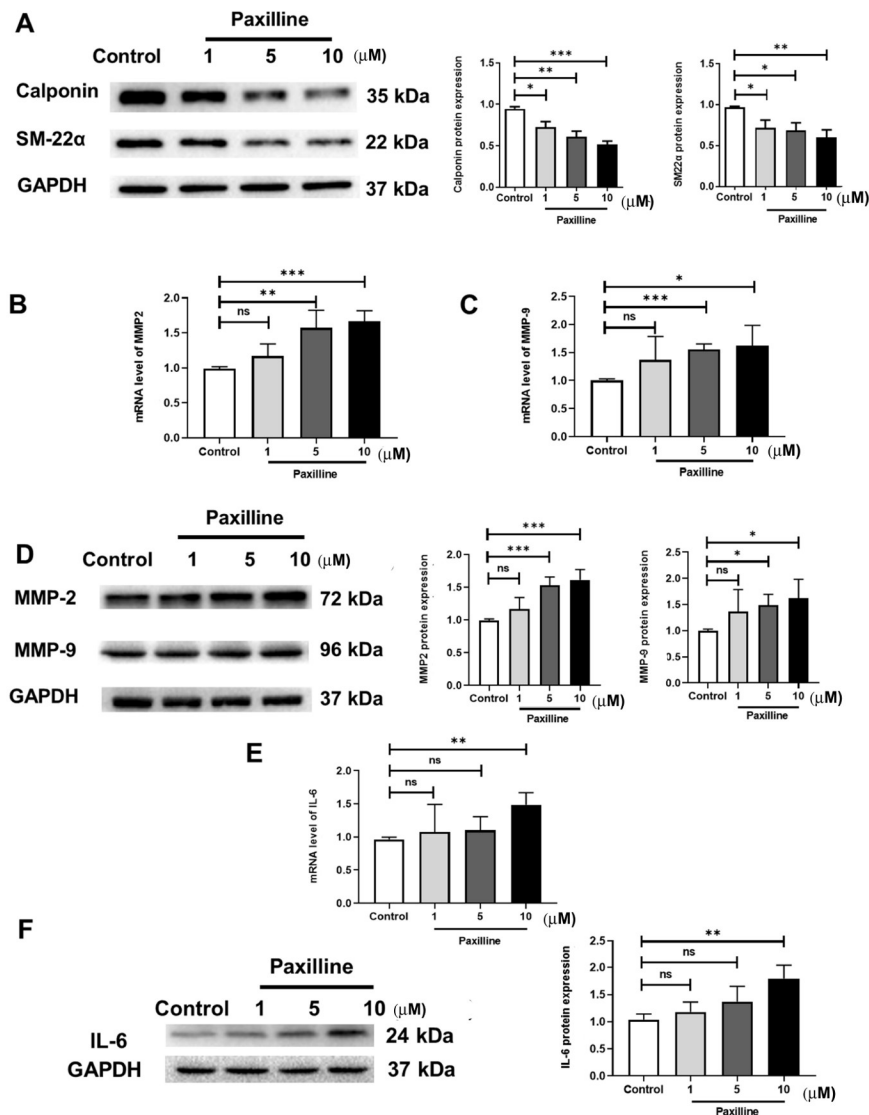 A
Paxilline
Control 1 5 10 (μM)
Calponin 35 kDa
SM-22α 22 kDa
GAPDH 37 kDa
Calponin protein expression
1.5
1.0
0.5
0.0
***
**
*
Control 1 5 10 (μM)
Paxilline
SM22α protein expression
1.5
1.0
0.5
0.0
**
*
*
Control 1 5 10 (μM)
Paxilline
B
mRNA level of MMP2
2.0
1.5
1.0
0.5
0.0
***
**
ns
Control 1 5 10 (μM)
Paxilline
C
mRNA level of MMP-9
2.5
2.0
1.5
1.0
0.5
0.0
*
***
ns
Control 1 5 10 (μM)
Paxilline
D
Paxilline
Control 1 5 10 (μM)
MMP-2 72 kDa
MMP-9 96 kDa
GAPDH 37 kDa
MMP2 protein expression
2.0
1.5
1.0
0.5
0.0
***
***
ns
Control 1 5 10 (μM)
Paxilline
MMP-9 protein expression
2.5
2.0
1.5
1.0
0.5
0.0
*
*
ns
Control 1 5 10 (μM)
Paxilline
E
mRNA level of IL-6
2.0
1.5
1.0
0.5
0.0
**
ns
ns
Control 1 5 10 (μM)
Paxilline
F
Paxilline
Control 1 5 10 (μM)
IL-6 24 kDa
GAPDH 37 kDa
IL-6 protein expression
2.5
2.0
1.5
1.0
0.5
0.0
**
ns
ns
Control 1 5 10 (μM)
Paxilline